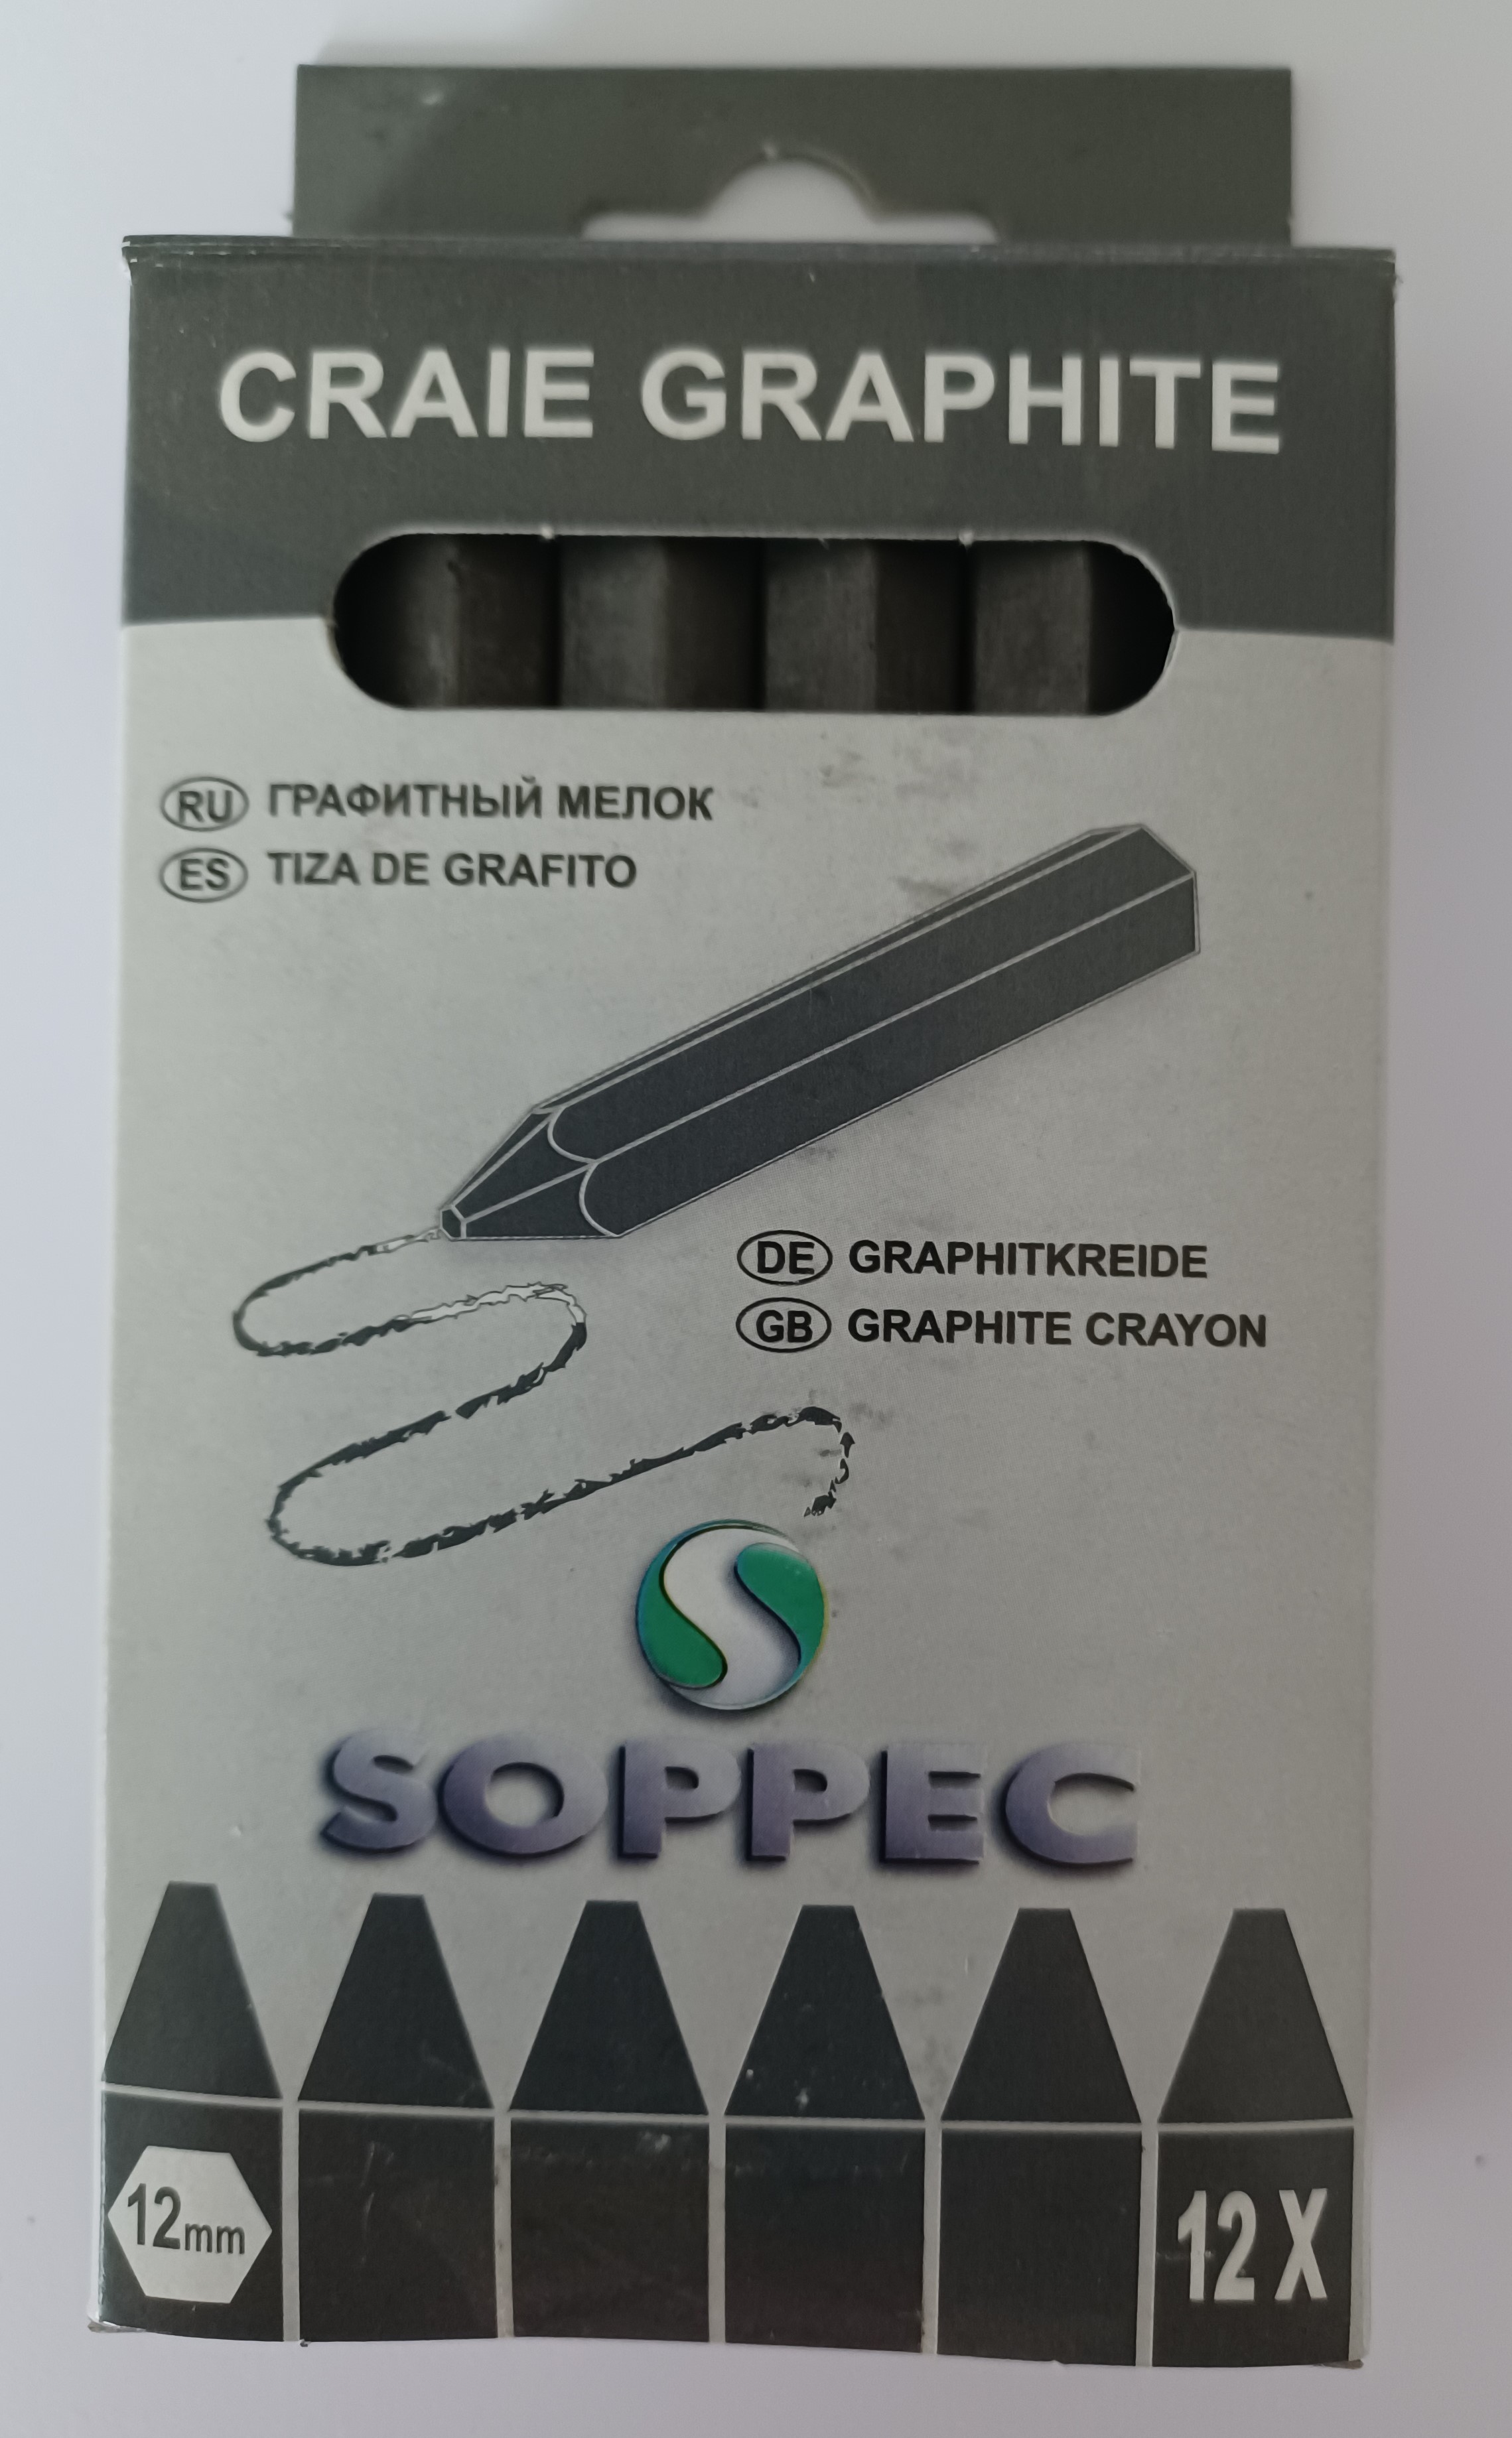 CRAIE GRAPHITE
RU ГРАФИТНЫЙ МЕЛОК
ES TIZA DE GRAFITO
DE GRAPHITKREIDE
GB GRAPHITE CRAYON
SOPPEC
12mm
12 X